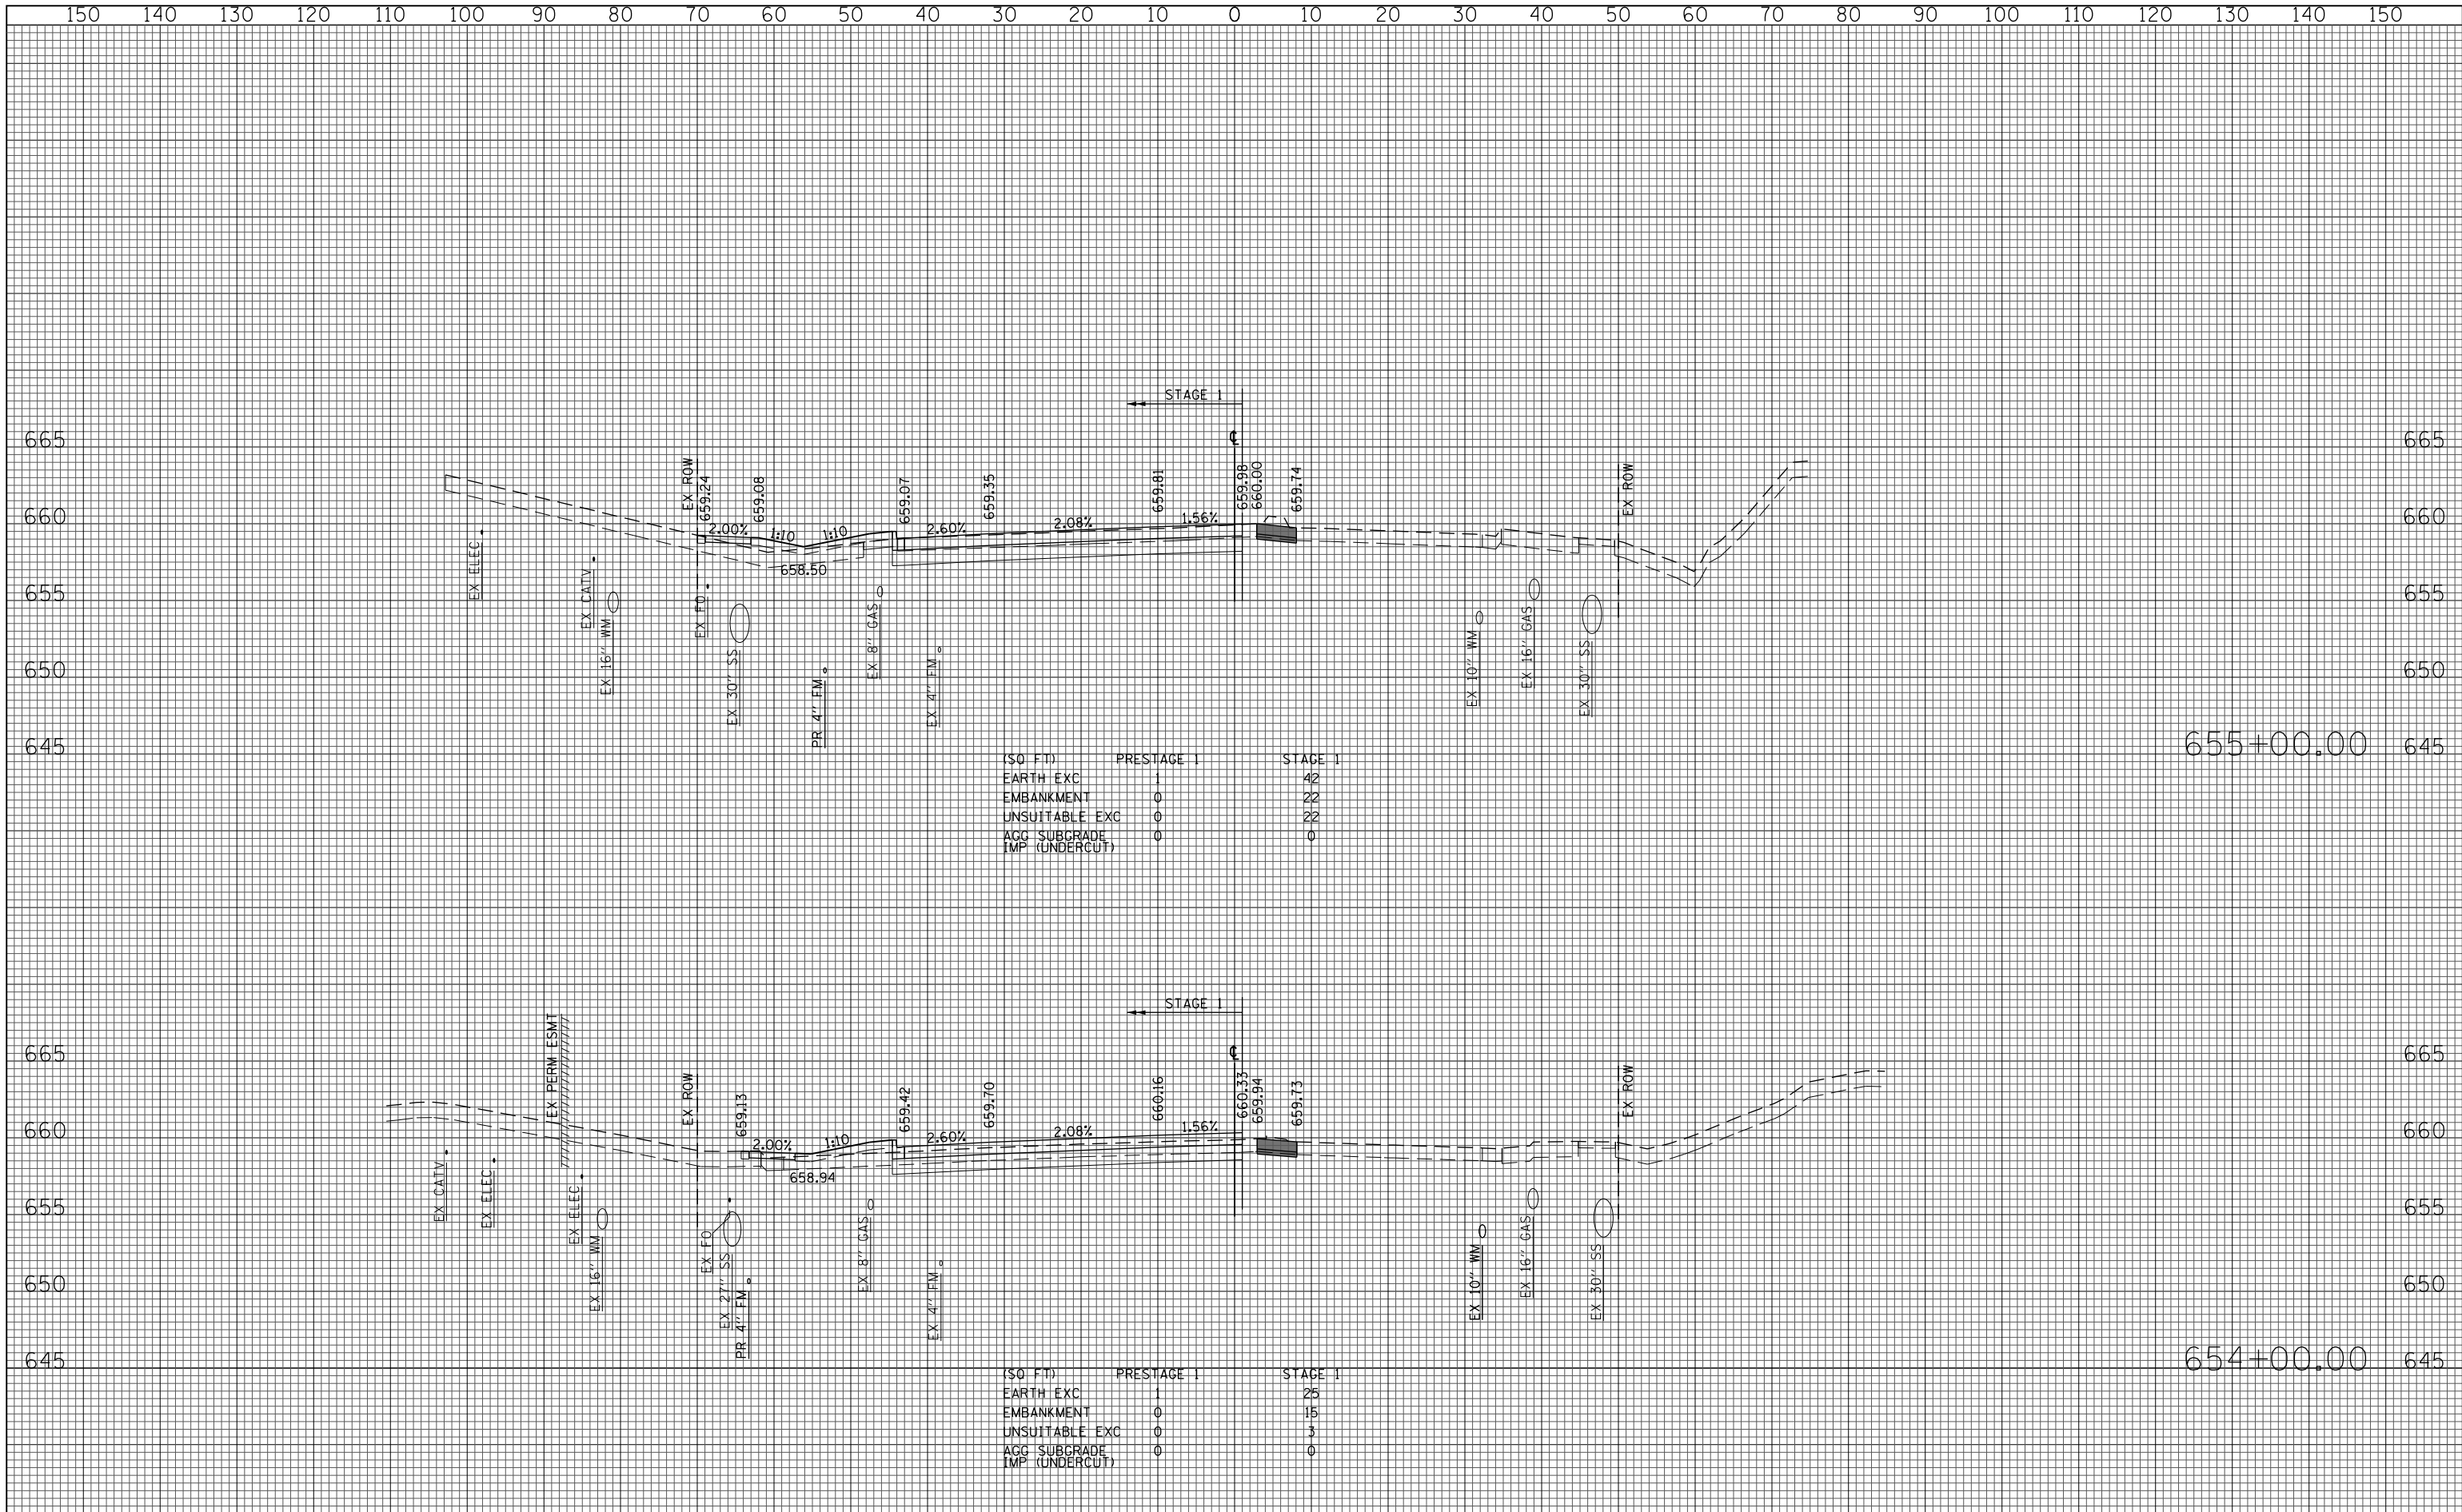 150 140 130 120 110 100 90 80 70 60 50 40 30 20 10 0 10 20 30 40 50 60 70 80 90 100 110 120 130 140 150
STAGE 1
℄
665 665
EX ROW
659.24
659.08
659.07
659.35
659.81
659.98
660.00
659.74
EX ROW
660 660
2.00% 1:10 1:10 2.60% 2.08% 1.56%
658.50
EX ELEC
EX CATV
EX 16" WM
EX FO
EX 30" SS
PR 4" FM
EX 8" GAS
EX 4" FM
EX 10" WM
EX 16" GAS
EX 30" SS
655 655
650 650
645 655+00.00 645
(SQ FT) PRESTAGE 1 STAGE 1
EARTH EXC 1 42
EMBANKMENT 0 22
UNSUITABLE EXC 0 22
AGG SUBGRADE 0 0
IMP (UNDERCUT)
STAGE 1
℄
665 665
EX PERM ESMT
EX ROW
659.13
659.42
659.70
660.16
660.33
659.94
659.73
EX ROW
660 660
2.00% 1:10 2.60% 2.08% 1.56%
658.94
EX CATV
EX ELEC
EX ELEC
EX 16" WM
EX FO
EX 27" SS
PR 4" FM
EX 8" GAS
EX 4" FM
EX 10" WM
EX 16" GAS
EX 30" SS
655 655
650 650
645 654+00.00 645
(SQ FT) PRESTAGE 1 STAGE 1
EARTH EXC 1 25
EMBANKMENT 0 15
UNSUITABLE EXC 0 3
AGG SUBGRADE 0 0
IMP (UNDERCUT)